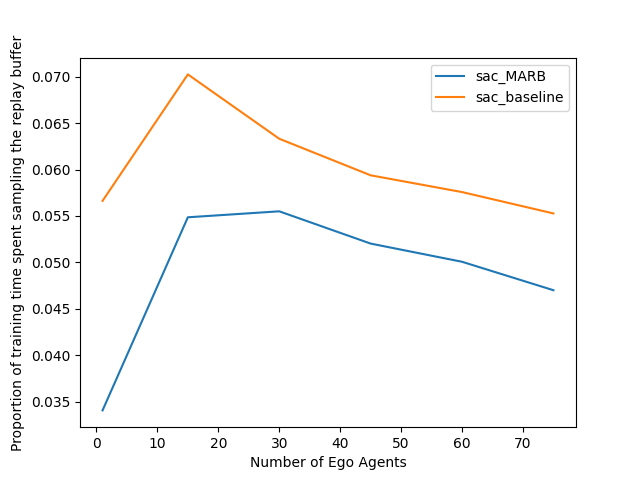 sac_MARB
sac_baseline
Proportion of training time spent sampling the replay buffer
0.070
0.065
0.060
0.055
0.050
0.045
0.040
0.035
0 10 20 30 40 50 60 70
Number of Ego Agents